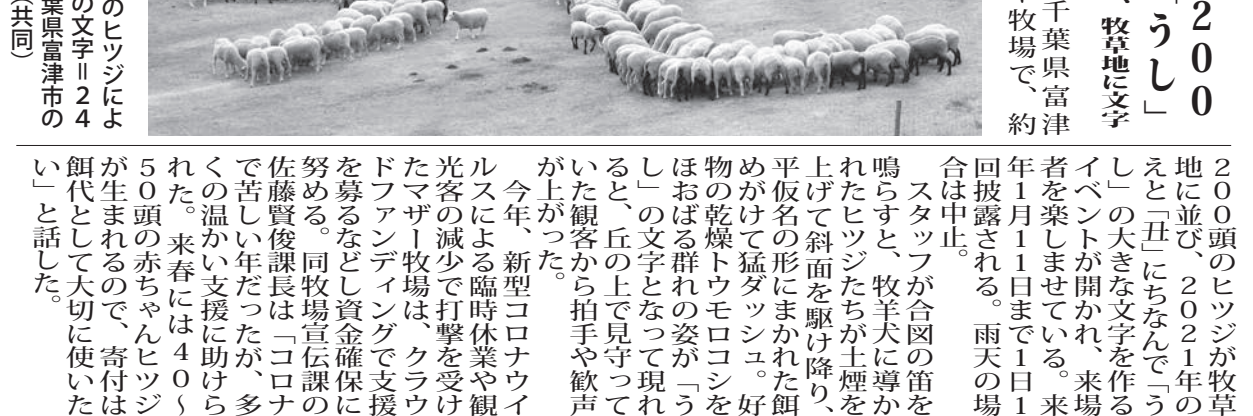 ２００
「うし」
、牧草地に文字
千葉県富津
牧場で、約
のヒツジによ
の文字＝２４
葉県富津市の
（共同）
２００頭のヒツジが牧草
地に並び、２０２１年の
えと「丑」にちなんで「う
し」の大きな文字を作る
イベントが開かれ、来場
者を楽しませている。来
年１月１１日まで１日１
回披露される。雨天の場
合は中止。
　スタッフが合図の笛を
鳴らすと、牧羊犬に導か
れたヒツジたちが土煙を
上げて斜面を駆け降り、
平仮名の形にまかれた餌
めがけて猛ダッシュ。好
物の乾燥トウモロコシを
ほおばる群れの姿が「う
し」の文字となって現れ
ると、丘の上で見守って
いた観客から拍手や歓声
が上がった。
　今年、新型コロナウイ
ルスによる臨時休業や観
光客の減少で打撃を受け
たマザー牧場は、クラウ
ドファンディングで支援
を募るなどし資金確保に
努める。同牧場宣伝課の
佐藤賢俊課長は「コロナ
で苦しい年だったが、多
くの温かい支援に助けら
れた。来春には４０～
５０頭の赤ちゃんヒツジ
が生まれるので、寄付は
餌代として大切に使いた
い」と話した。